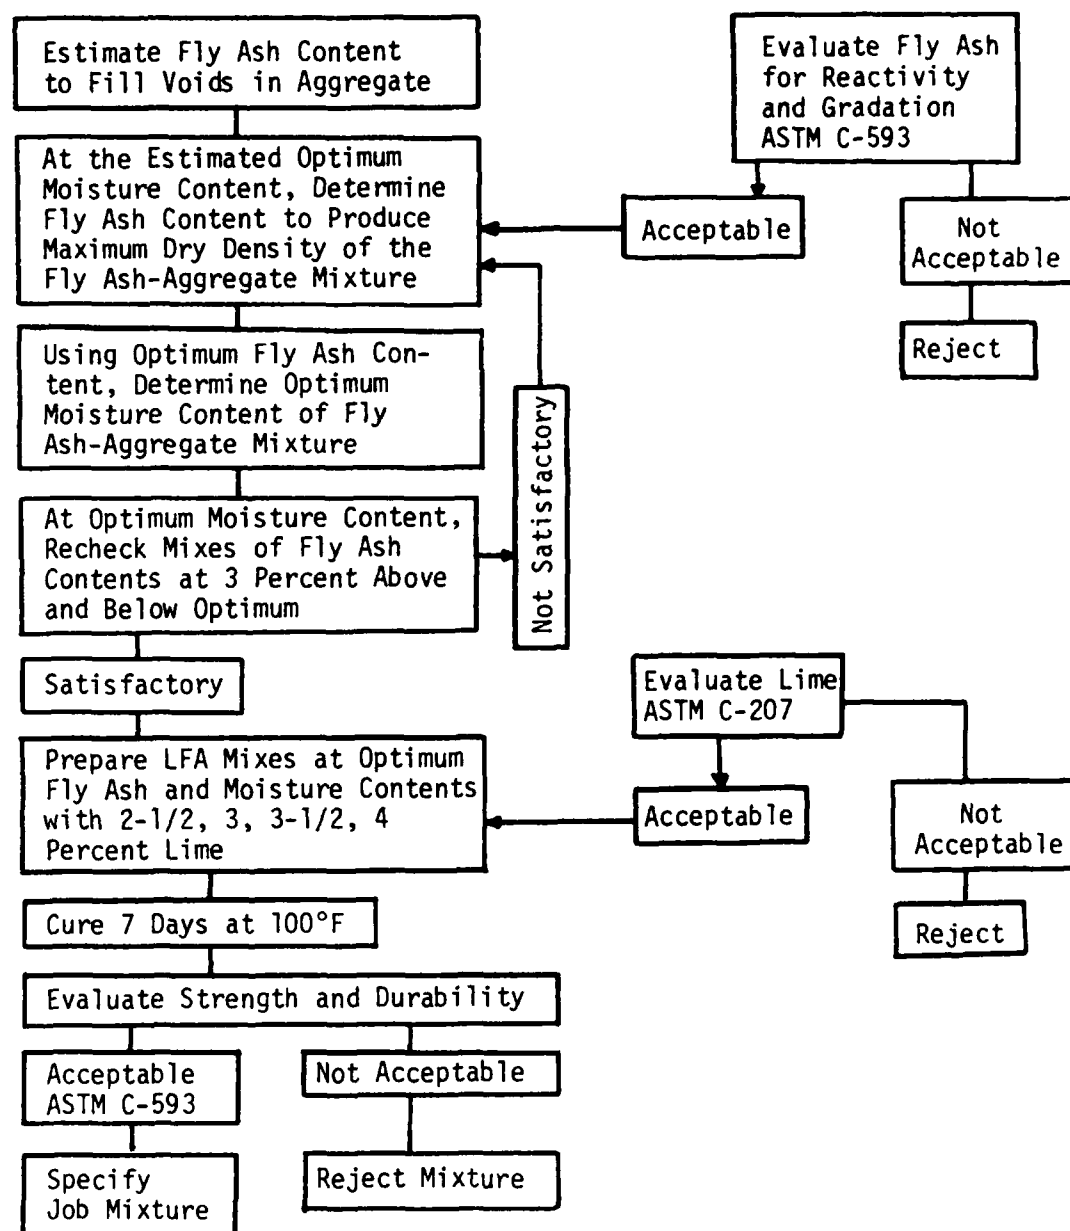 Estimate Fly Ash Content
to Fill Voids in Aggregate
Evaluate Fly Ash
for Reactivity
and Gradation
ASTM C-593
At the Estimated Optimum
Moisture Content, Determine
Fly Ash Content to Produce
Maximum Dry Density of the
Fly Ash-Aggregate Mixture
Acceptable
Not
Acceptable
Reject
Using Optimum Fly Ash Con-
tent, Determine Optimum
Moisture Content of Fly
Ash-Aggregate Mixture
Not Satisfactory
At Optimum Moisture Content,
Recheck Mixes of Fly Ash
Contents at 3 Percent Above
and Below Optimum
Satisfactory
Evaluate Lime
ASTM C-207
Prepare LFA Mixes at Optimum
Fly Ash and Moisture Contents
with 2-1/2, 3, 3-1/2, 4
Percent Lime
Acceptable
Not
Acceptable
Reject
Cure 7 Days at 100°F
Evaluate Strength and Durability
Acceptable
ASTM C-593
Not Acceptable
Specify
Job Mixture
Reject Mixture